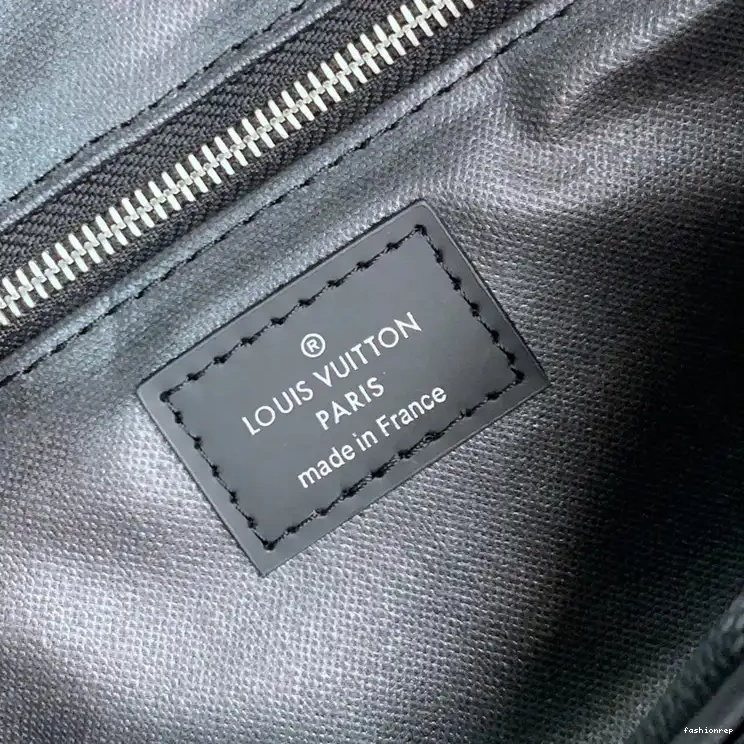 ®
LOUIS VUITTON
PARIS
made in France
fashionrep